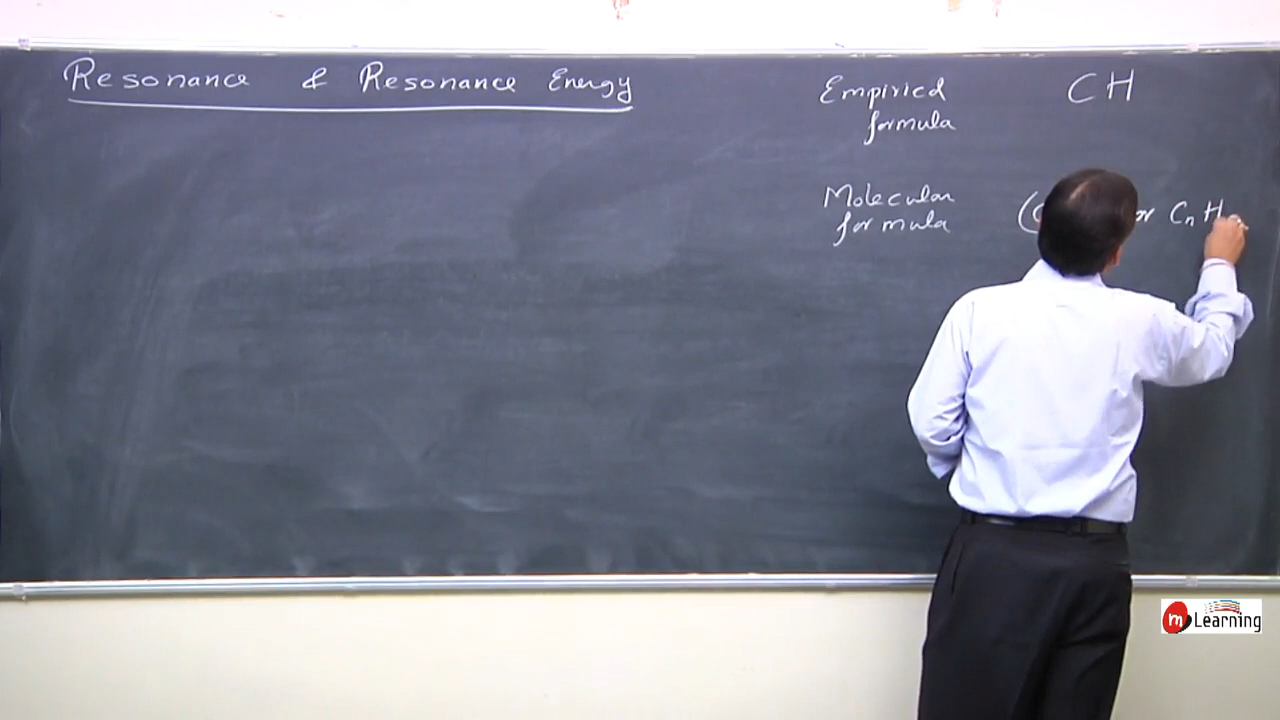 Resonance & Resonance Energy
Empirical
formula
CH
Molecular
formula
or CnH
m Learning